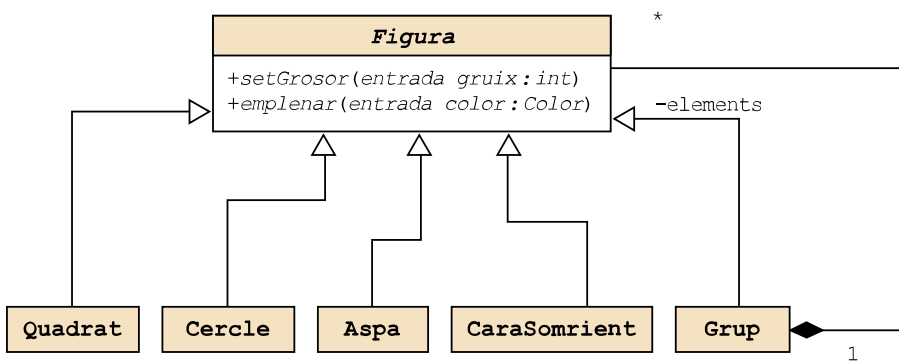 *
Figura
+setGrosor(entrada gruix:int)
+emplenar(entrada color:Color)
-elements
Quadrat
Cercle
Aspa
CaraSomrient
Grup
1